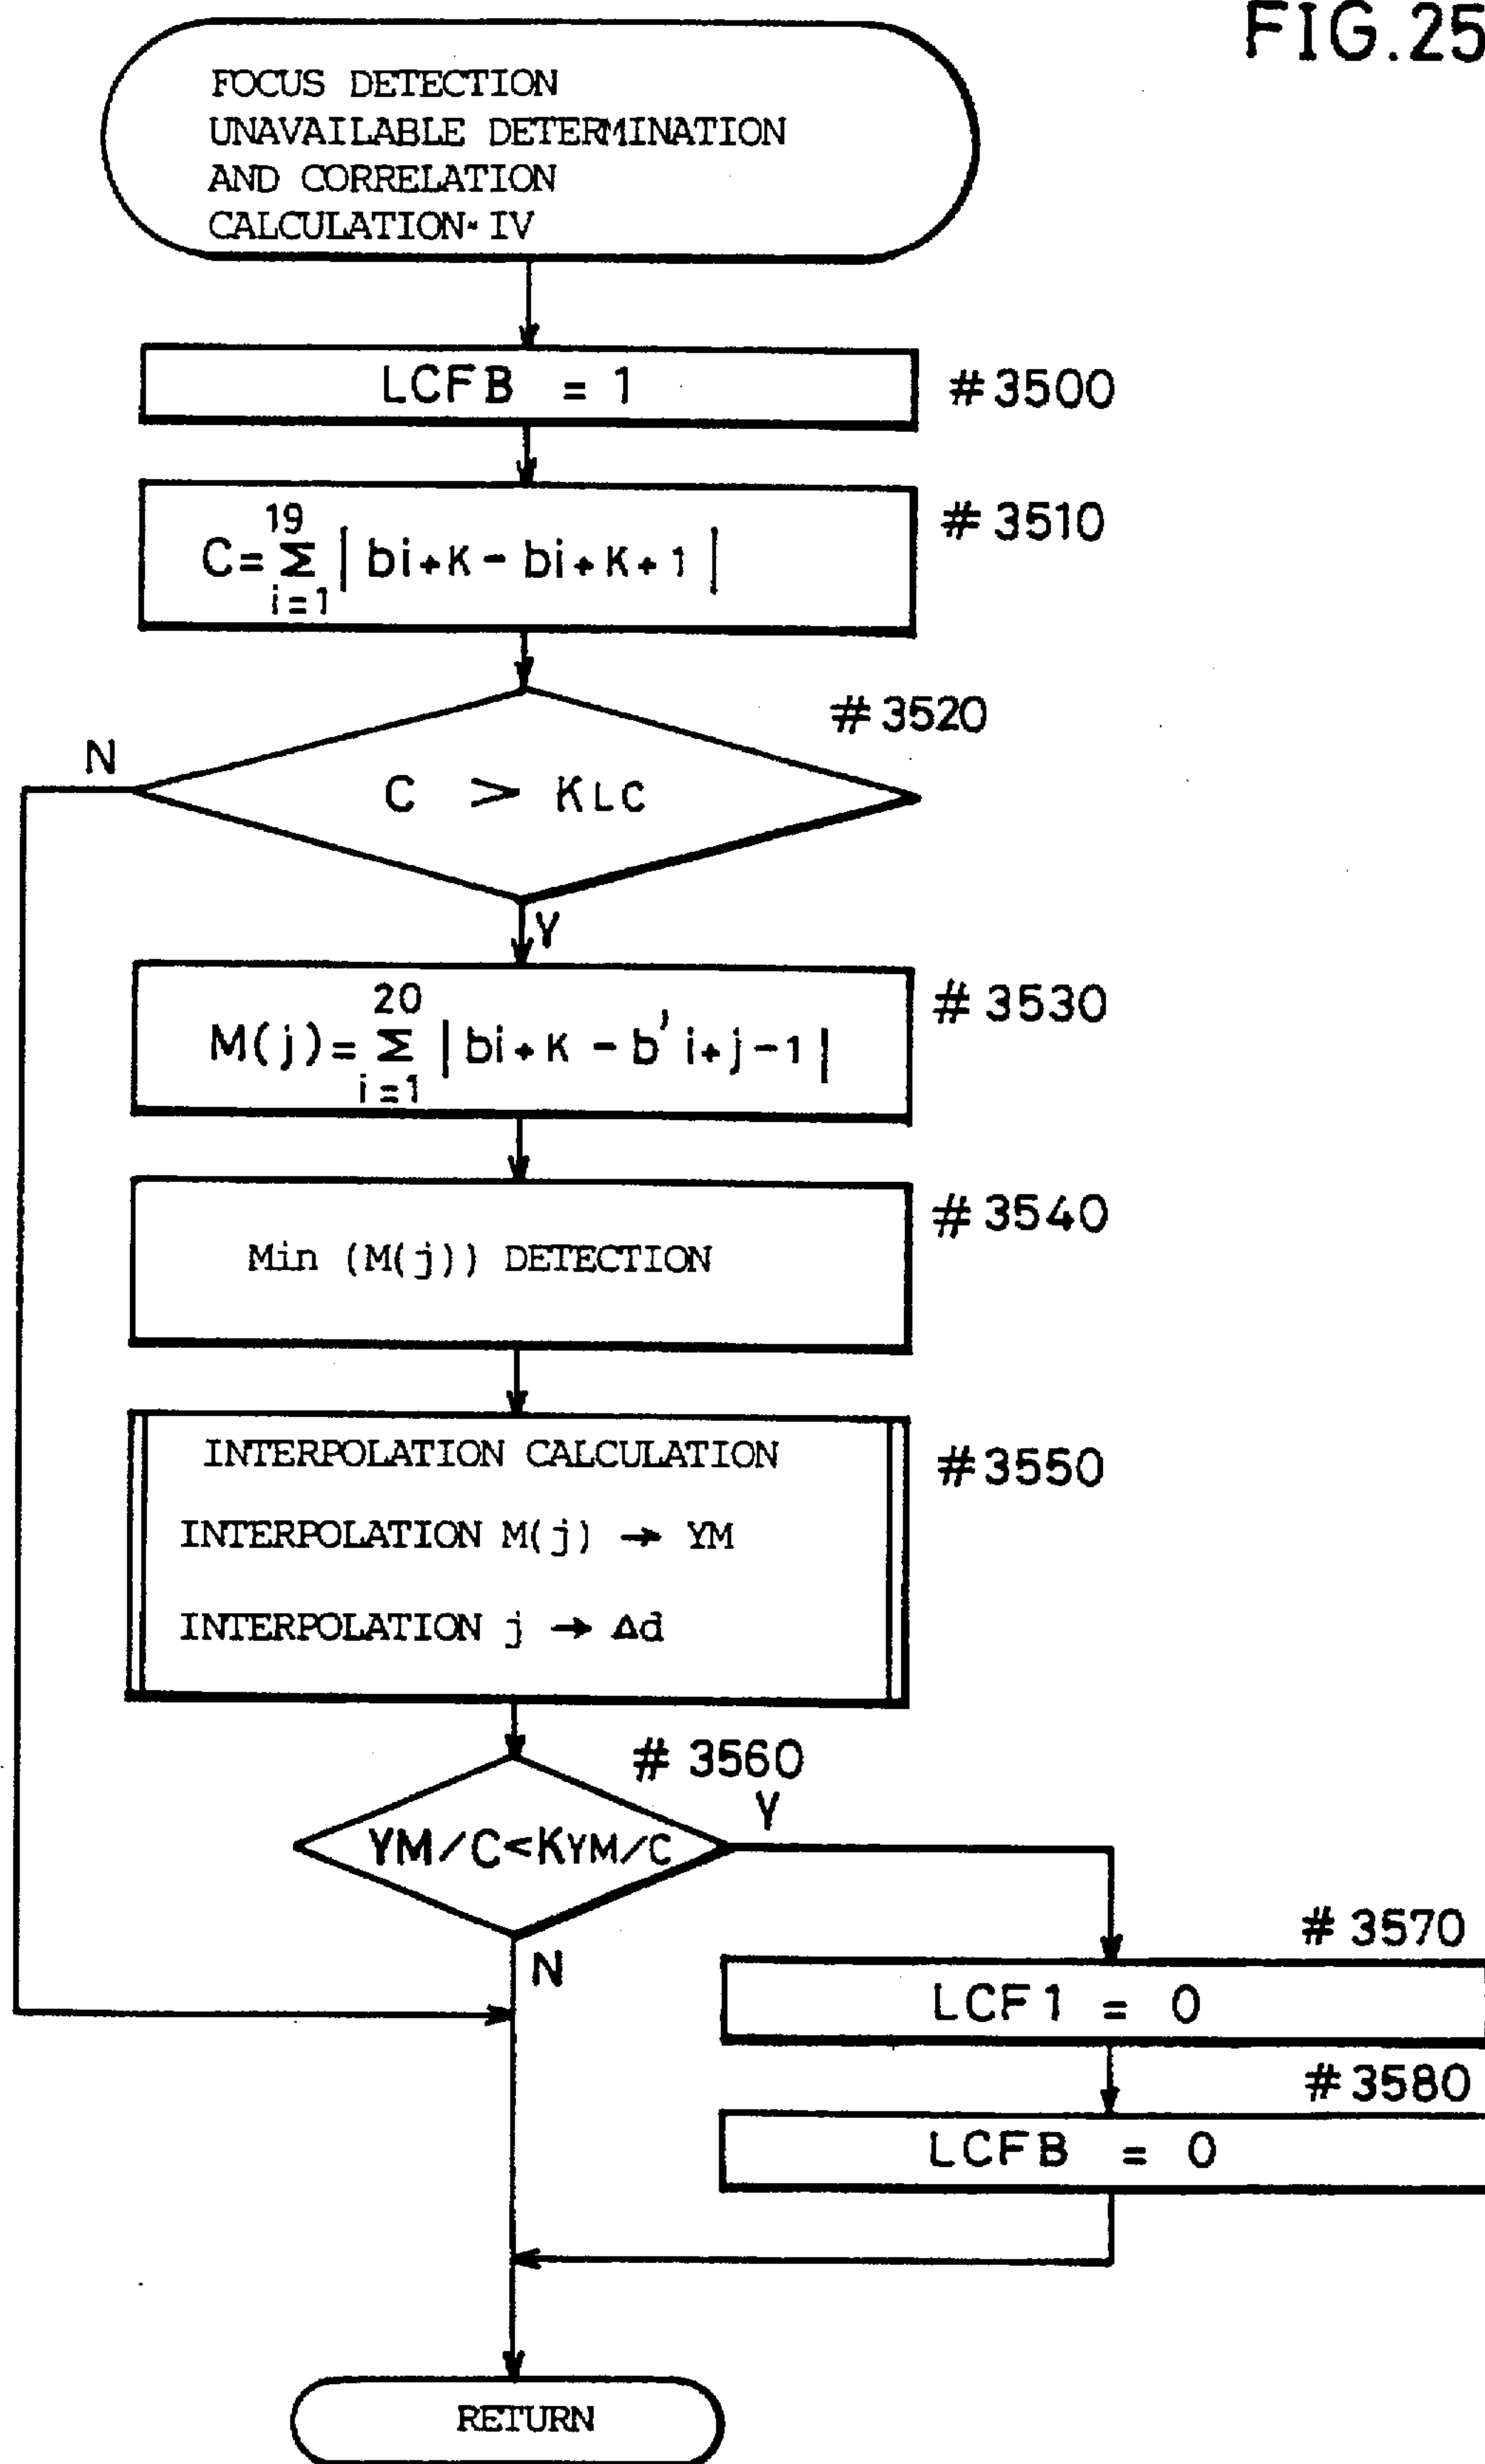 FIG.25
FOCUS DETECTION
UNAVAILABLE DETERMINATION
AND CORRELATION
CALCULATION-IV
LCFB = 1
#3500
C=Σ|bi+K-bi+K+1|
19
i=1
#3510
#3520
N
C > KLC
Y
M(j)=Σ|bi+K-b'i+j-1|
20
i=1
#3530
Min (M(j)) DETECTION
#3540
INTERPOLATION CALCULATION
INTERPOLATION M(j) → YM
INTERPOLATION j → Δd
#3550
#3560
Y
YM/C<KYM/C
N
#3570
LCF1 = 0
#3580
LCFB = 0
RETURN